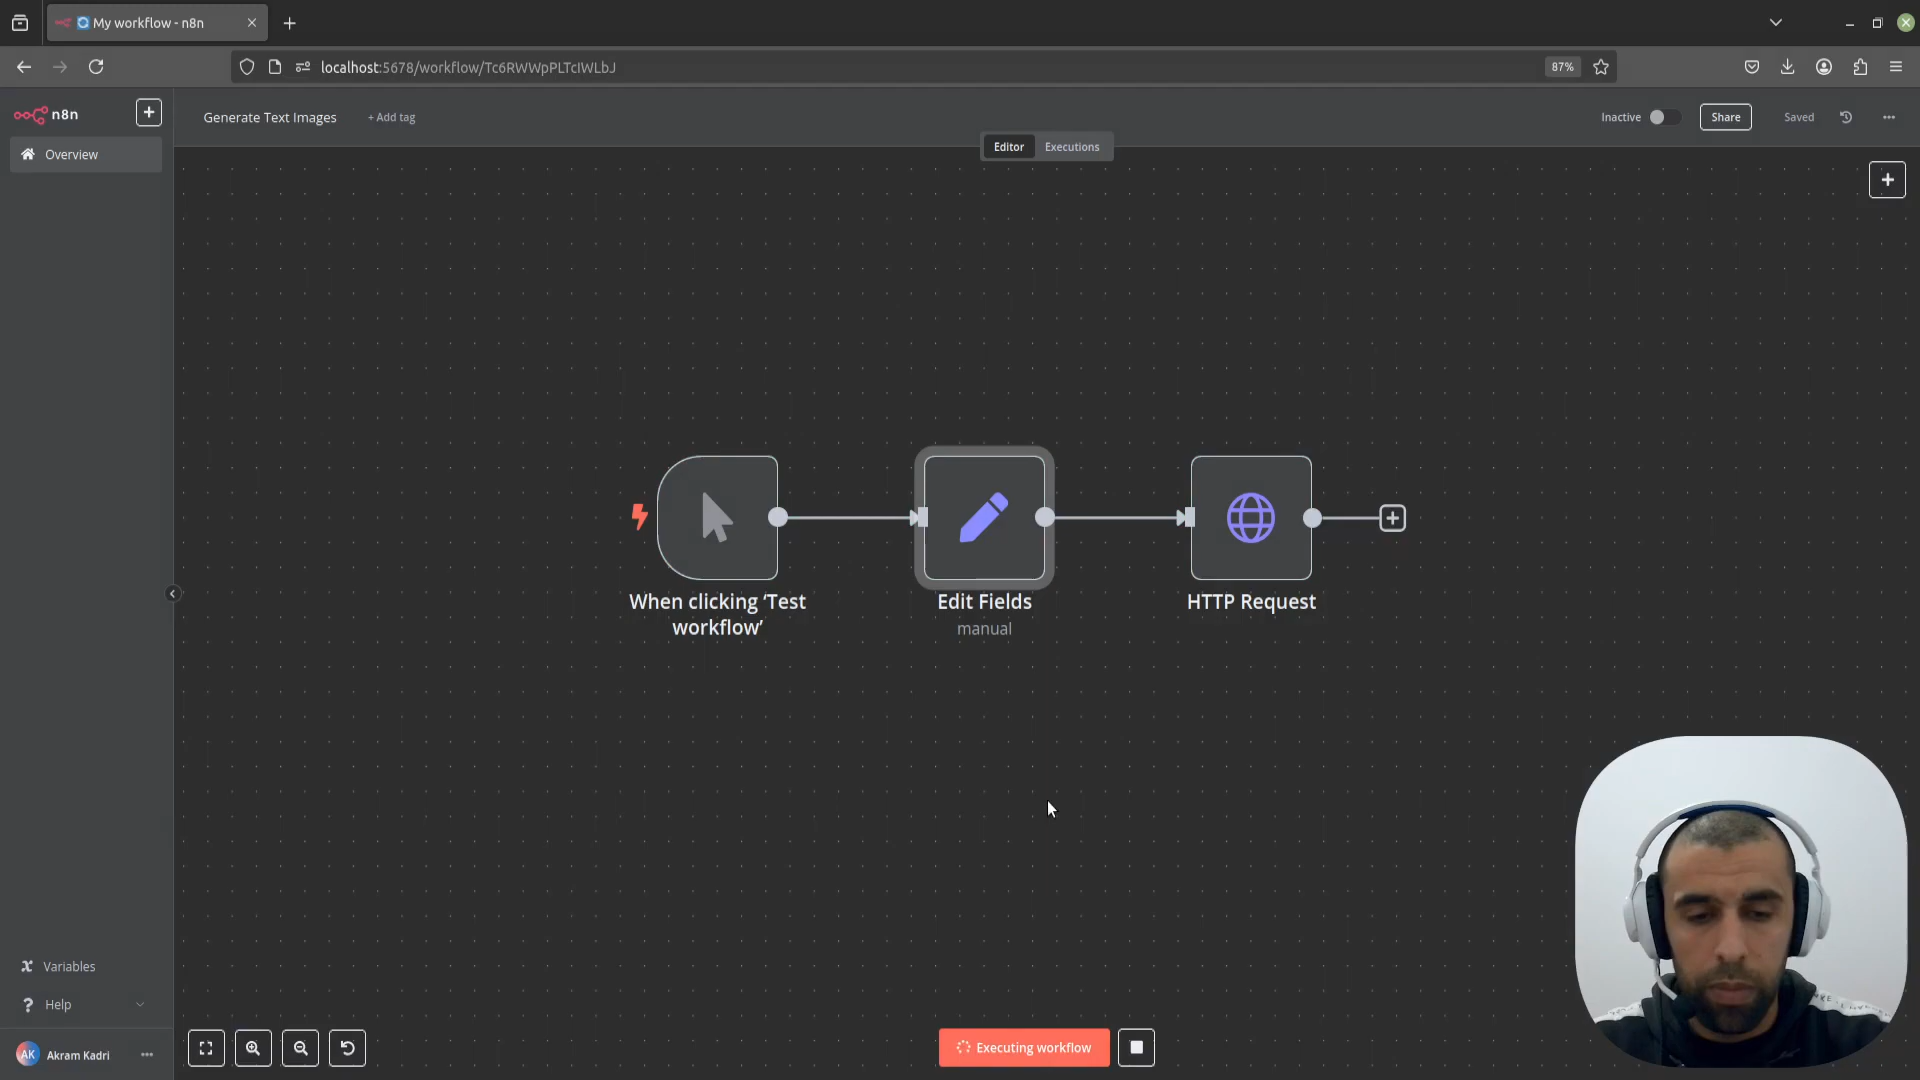 My workflow - n8n
localhost:5678/workflow/Tc6RWWpPLTcIWLbJ
87%
n8n
Generate Text Images
+ Add tag
Inactive
Share
Saved
Overview
Editor
Executions
When clicking ‘Test
workflow’
Edit Fields
manual
HTTP Request
Variables
Help
AK
Akram Kadri
Executing workflow